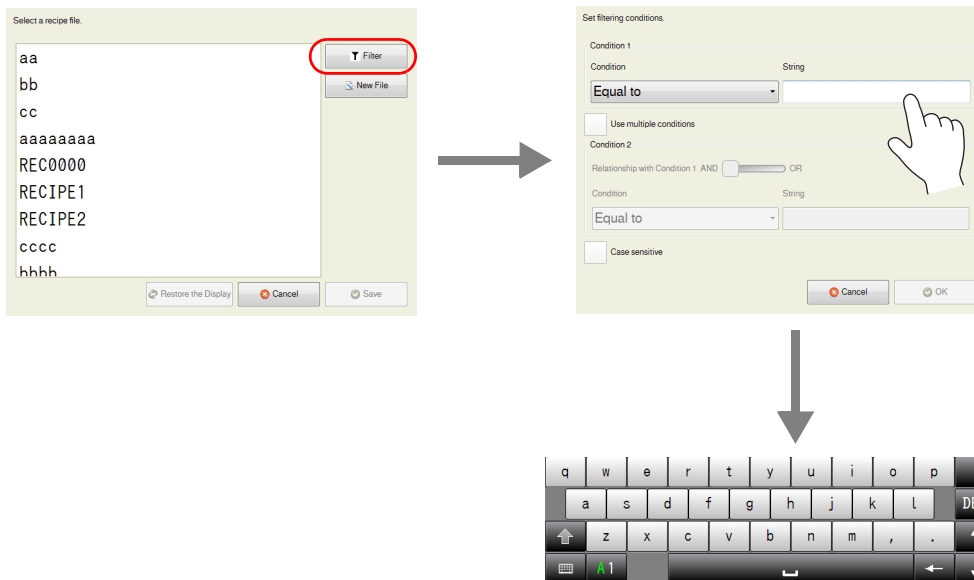 Select a recipe file.
aa
bb
cc
aaaaaaaa
REC0000
RECIPE1
RECIPE2
cccc
bbbb
Filter
New File
Restore the Display
Cancel
Save
Set filtering conditions.
Condition 1
Condition String
Equal to
Use multiple conditions
Condition 2
Relationship with Condition 1 AND OR
Condition String
Equal to
Case sensitive
Cancel OK
q w e r t y u i o p
a s d f g h j k l
z x c v b n m , .
A1